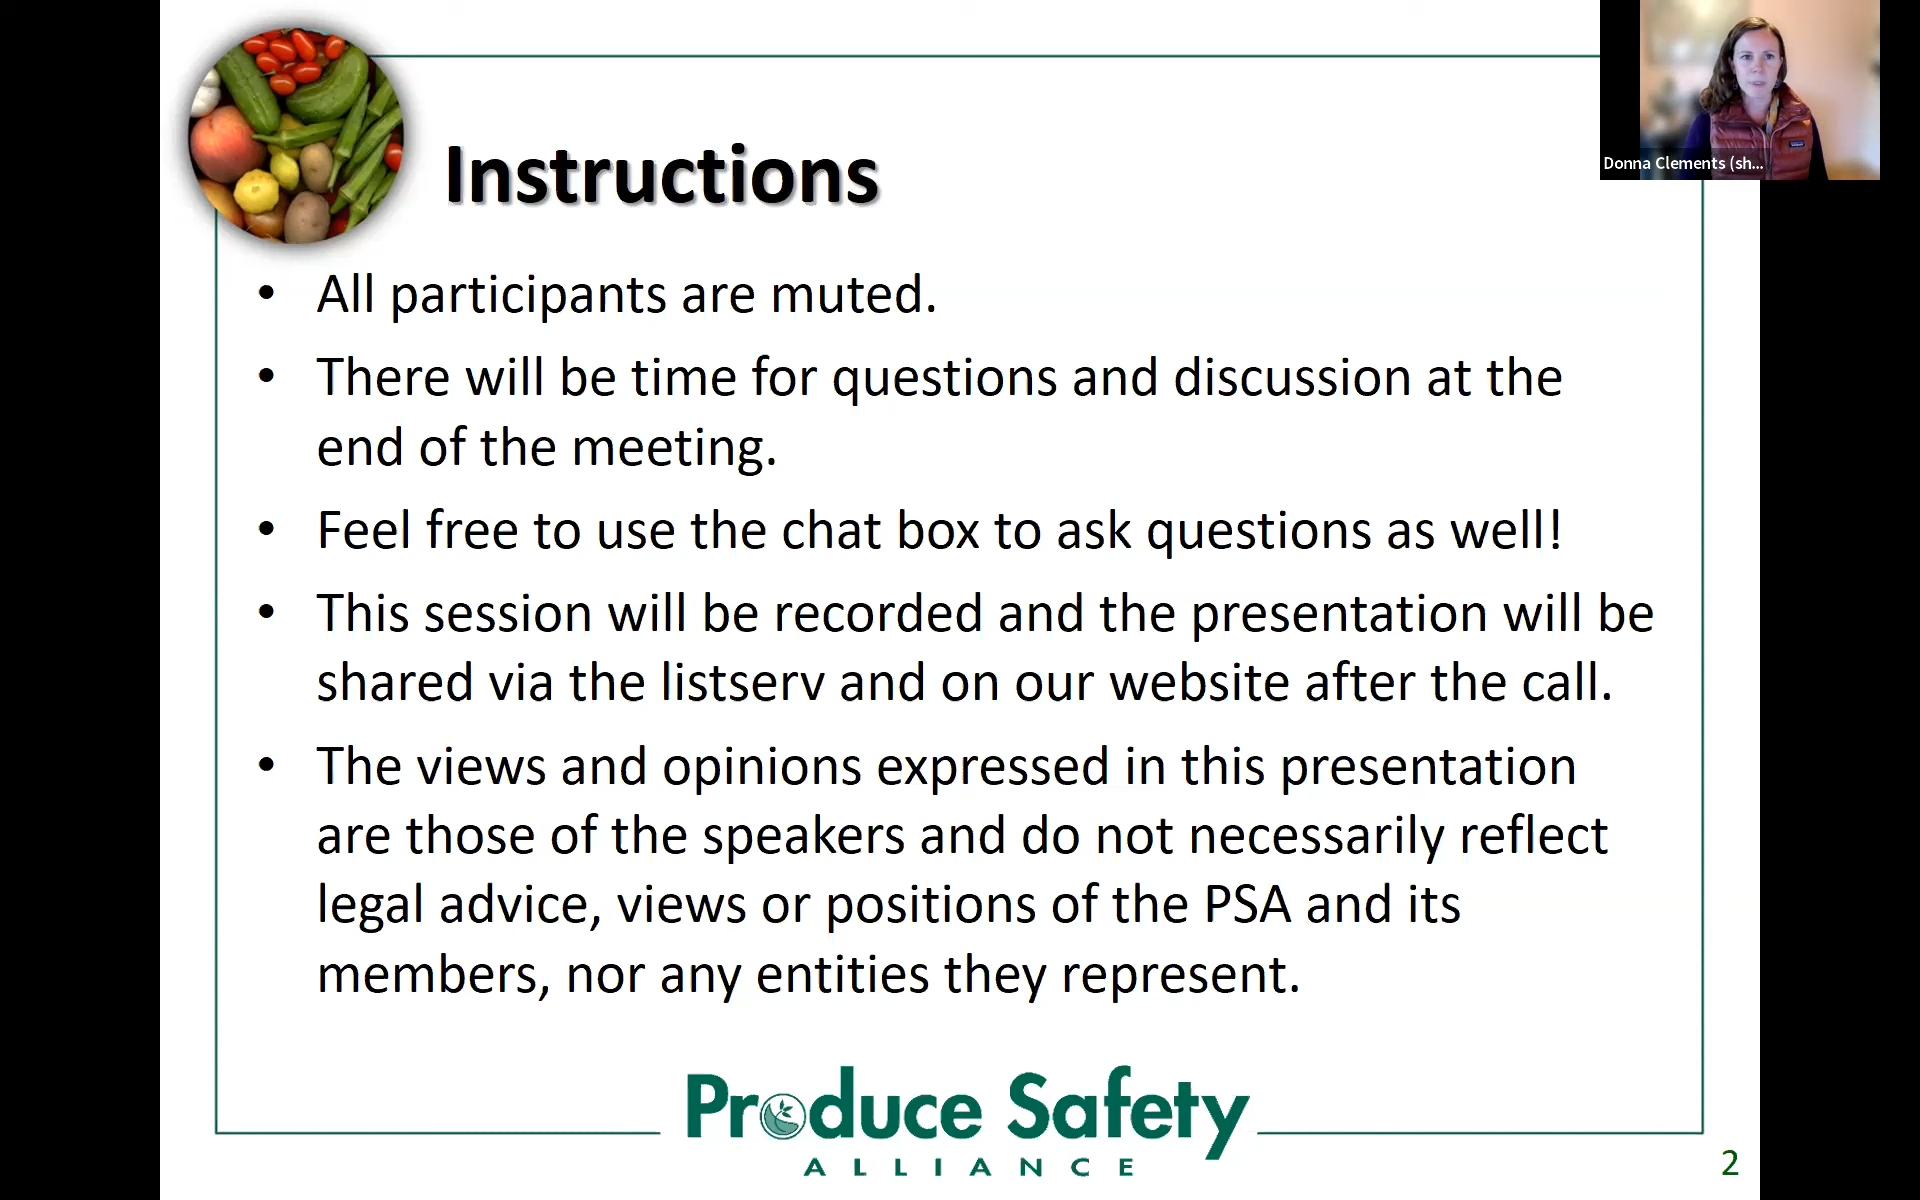 Donna Clements (sh...
Instructions
• All participants are muted.
• There will be time for questions and discussion at the
end of the meeting.
• Feel free to use the chat box to ask questions as well!
• This session will be recorded and the presentation will be
shared via the listserv and on our website after the call.
• The views and opinions expressed in this presentation
are those of the speakers and do not necessarily reflect
legal advice, views or positions of the PSA and its
members, nor any entities they represent.
Produce Safety
ALLIANCE
2